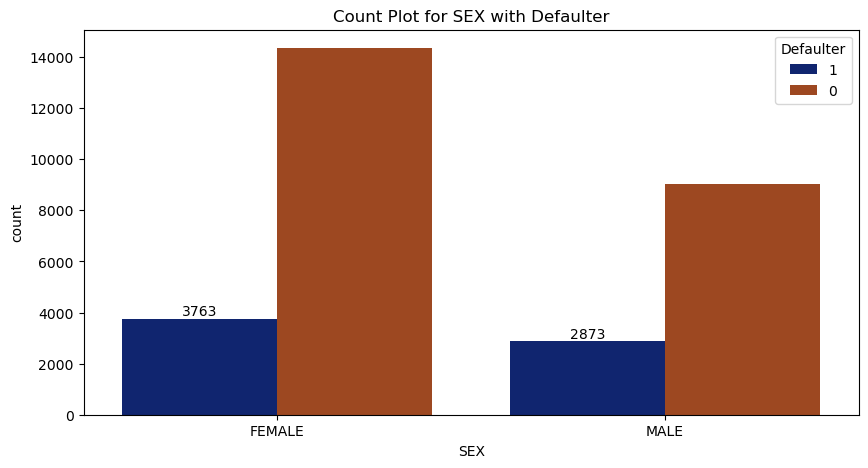 Count Plot for SEX with Defaulter
Defaulter
1
0
14000
12000
10000
8000
6000
4000
2000
0
count
3763
2873
FEMALE
MALE
SEX